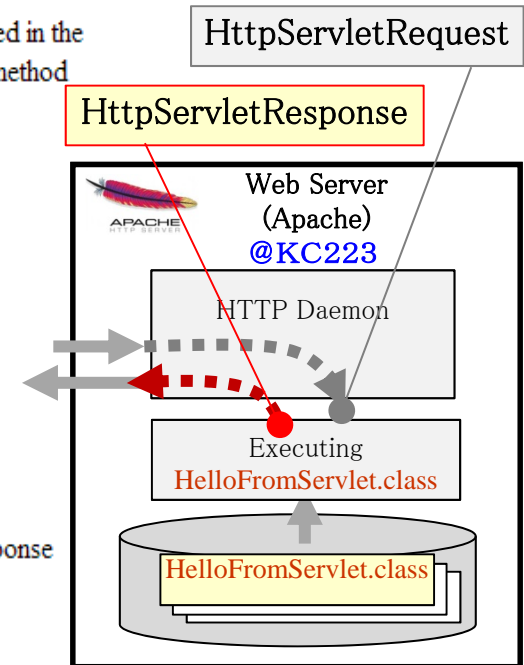 ed in the
nethod
HttpServletRequest
HttpServletResponse
APACHE
HTTP SERVER
Web Server
(Apache)
@KC223
HTTP Daemon
Executing
HelloFromServlet.class
ponse
HelloFromServlet.class